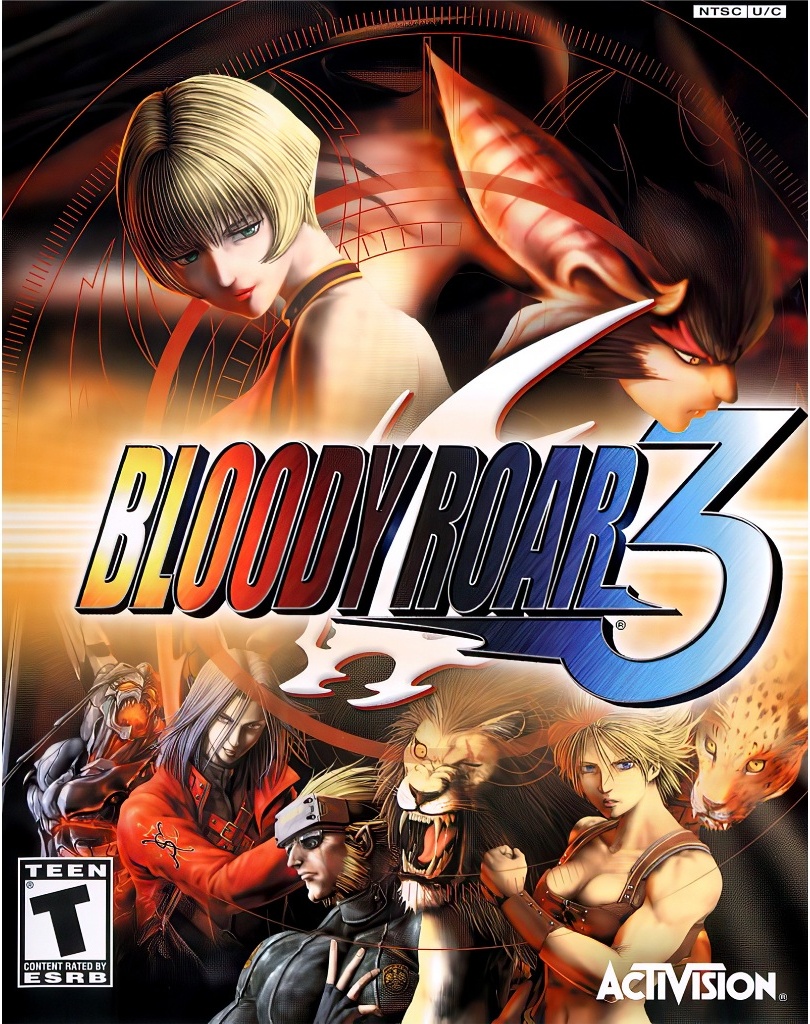 NTSC U/C
BLOODY ROAR 3
®
TEEN
®
T
CONTENT RATED BY
ESRB
ACTIVISION®